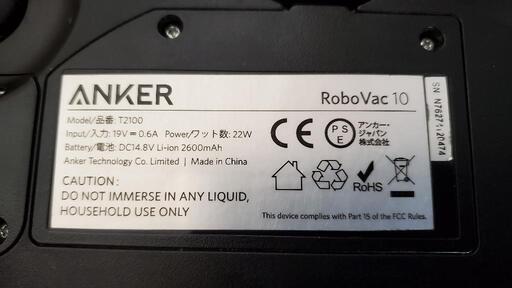 ANKER
RoboVac 10
Model/品番: T2100
Input/入力: 19V⎓0.6A Power/ワット数: 22W
Battery/電池: DC14.8V Li-ion 2600mAh
Anker Technology Co. Limited | Made in China
CAUTION:
DO NOT IMMERSE IN ANY LIQUID,
HOUSEHOLD USE ONLY
CE
PSE
アンカー・
ジャパン
株式会社
RoHS
This device complies with Part 15 of the FCC Rules.
SN